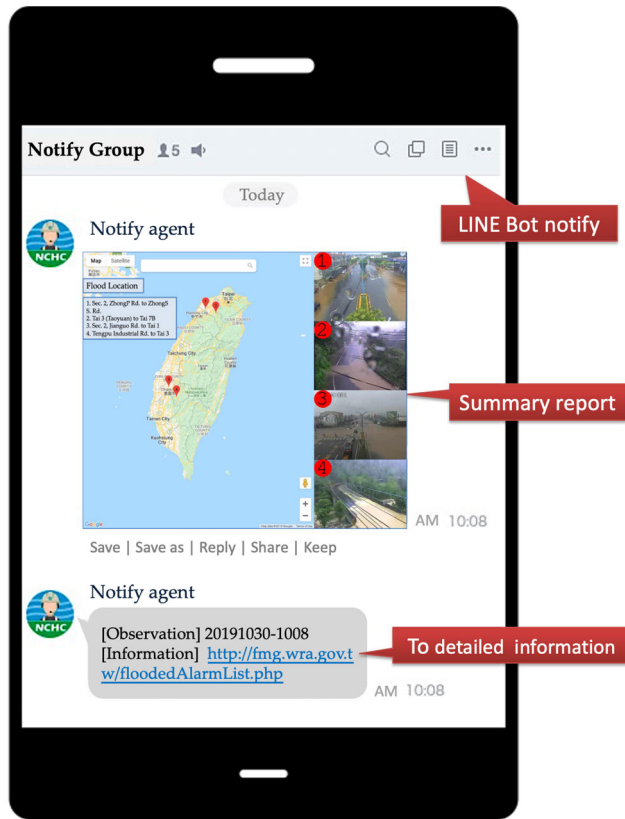 Notify Group 5
Today
LINE Bot notify
Notify agent
NCHC
Map Satellite
Flood Location
1. Sec. 2, ZhongP Rd. to ZhongS
5. Rd.
2. Tai 3 (Taoyuan) to Tai 7B
3. Sec. 2, Jianguo Rd. to Tai 1
4. Tengpu Industrial Rd. to Tai 3
Taipei
Taichung City
Tainan City
Kaohsiung
City
Google
1
2
3
4
Summary report
AM 10:08
Save | Save as | Reply | Share | Keep
Notify agent
NCHC
[Observation] 20191030-1008
[Information] http://fmg.wra.gov.t
w/floodedAlarmList.php
To detailed information
AM 10:08